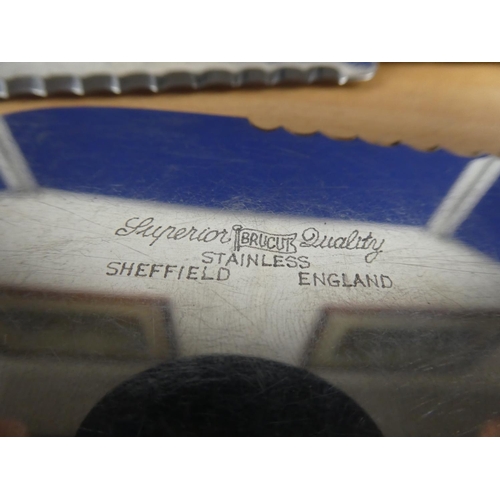 Superior BRUCUT Quality
STAINLESS
SHEFFIELD ENGLAND